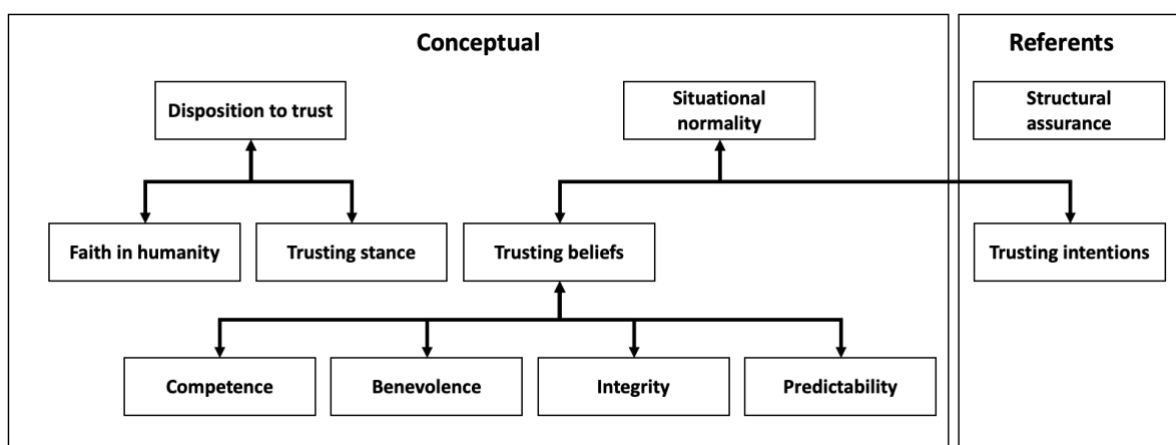 Conceptual
Referents
Disposition to trust
Situational
normality
Structural
assurance
Faith in humanity
Trusting stance
Trusting beliefs
Trusting intentions
Competence
Benevolence
Integrity
Predictability